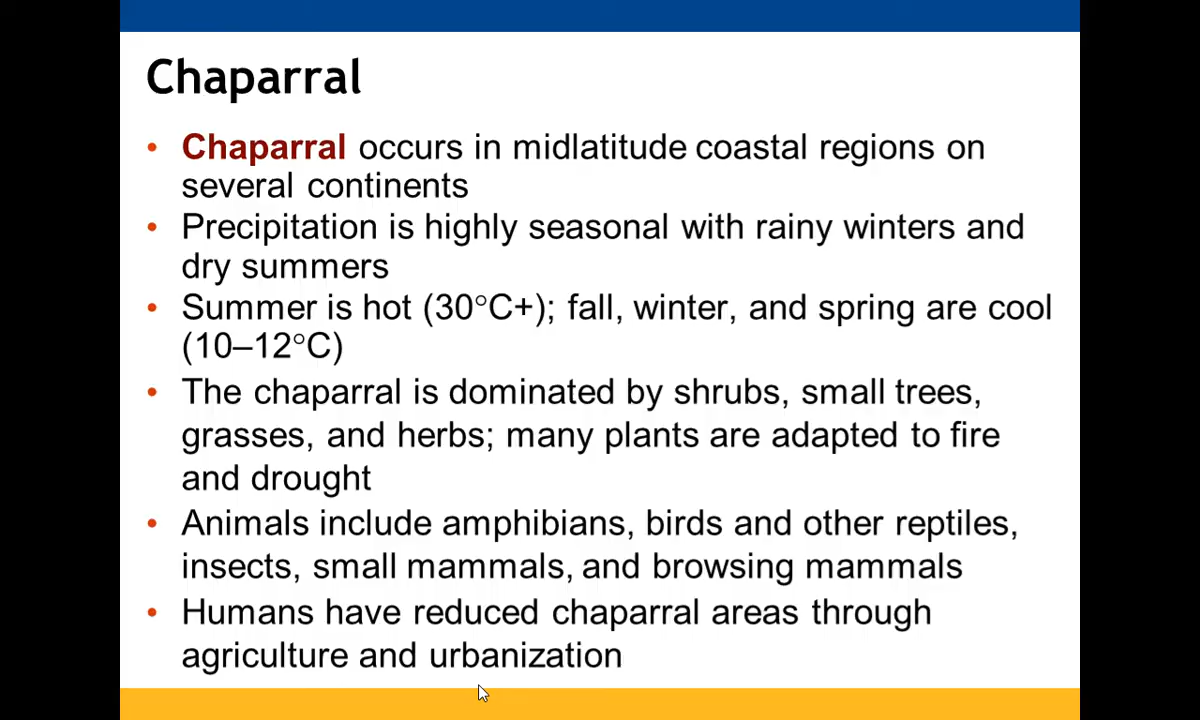 Chaparral
• Chaparral occurs in midlatitude coastal regions on
several continents
• Precipitation is highly seasonal with rainy winters and
dry summers
• Summer is hot (30°C+); fall, winter, and spring are cool
(10–12°C)
• The chaparral is dominated by shrubs, small trees,
grasses, and herbs; many plants are adapted to fire
and drought
• Animals include amphibians, birds and other reptiles,
insects, small mammals, and browsing mammals
• Humans have reduced chaparral areas through
agriculture and urbanization